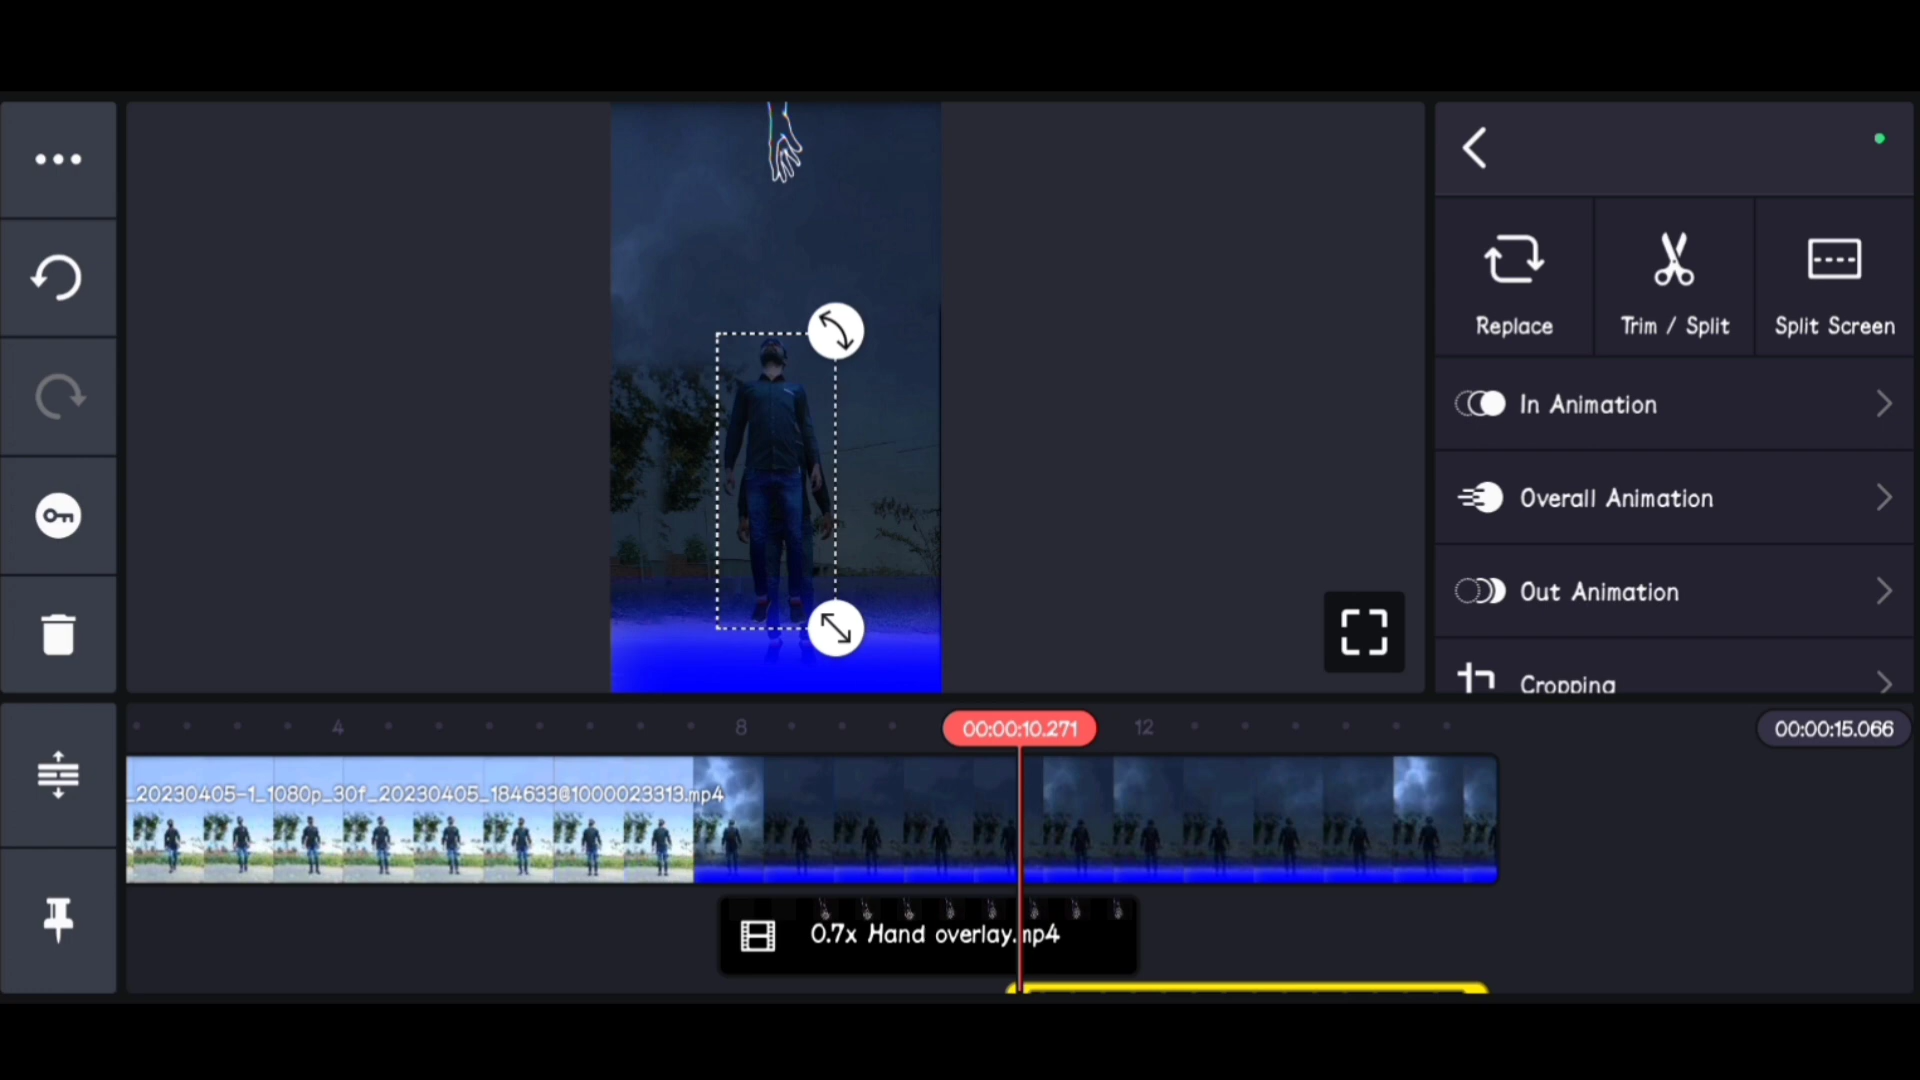 Replace
Trim / Split
Split Screen
In Animation
Overall Animation
Out Animation
Cropping
4
8
00:00:10.271
12
00:00:15.066
_20230405-1_1080p_30f_20230405_184633@1000023313.mp4
0.7x Hand overlay.mp4